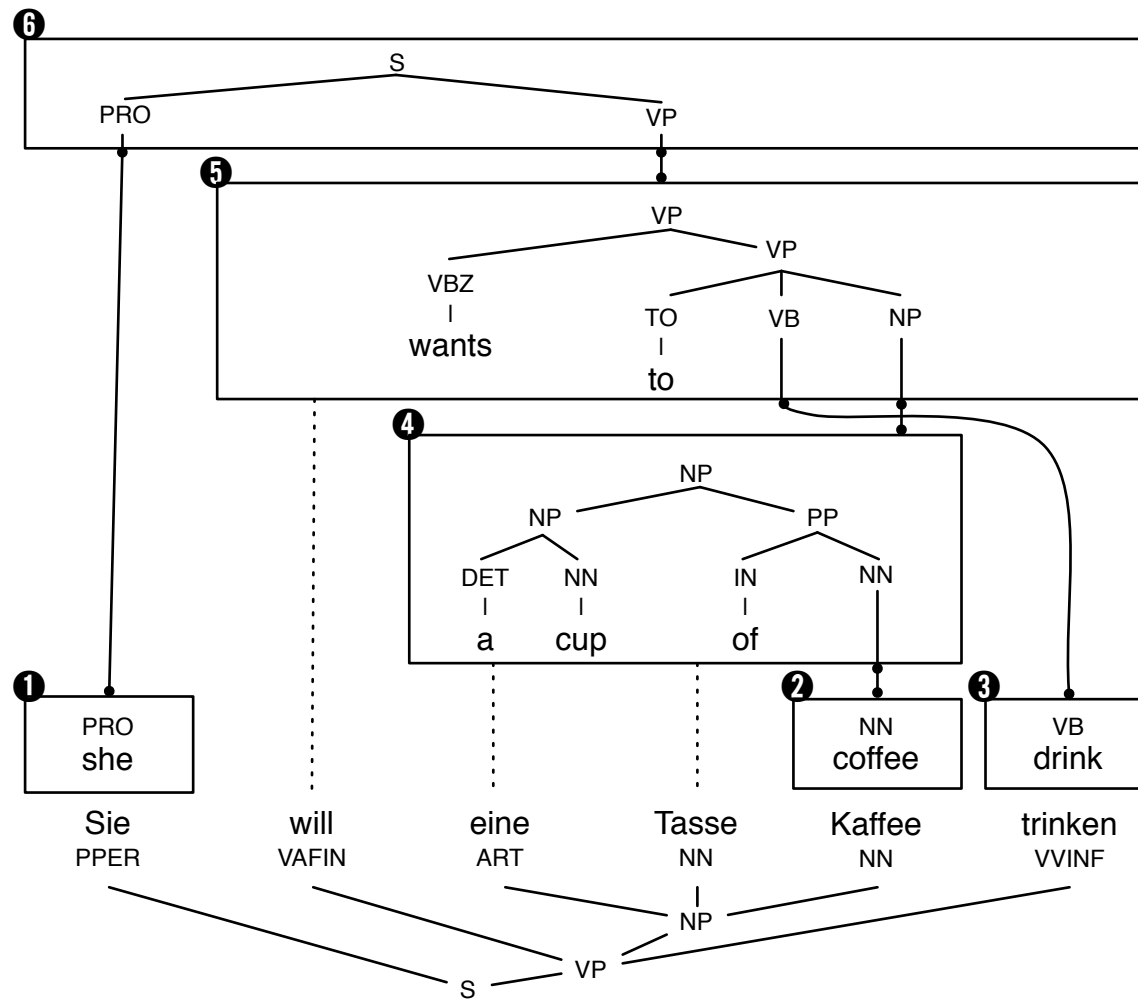 6
S
PRO VP
5
VP
VP
VBZ
TO VB NP
wants
to
4
NP
NP PP
DET NN IN NN
a cup of
1 2 3
PRO NN VB
she coffee drink
Sie will eine Tasse Kaffee trinken
PPER VAFIN ART NN NN VVINF
NP
VP
S